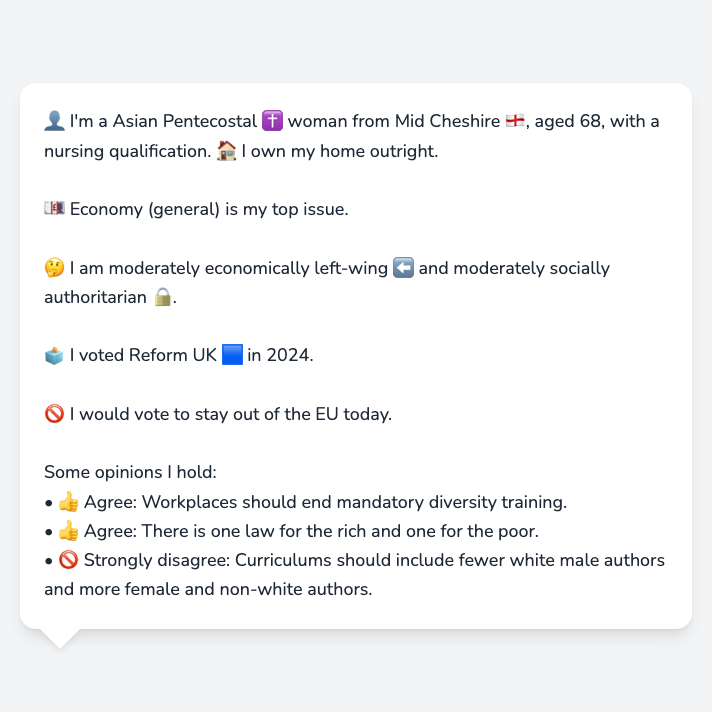 👤 I'm a Asian Pentecostal ✝️ woman from Mid Cheshire 🏴󠁧󠁢󠁥󠁮󠁧󠁿, aged 68, with a
nursing qualification. 🏠 I own my home outright.
💷 Economy (general) is my top issue.
🤔 I am moderately economically left-wing ⬅️ and moderately socially
authoritarian 🔒.
🗳️ I voted Reform UK 🟦 in 2024.
🚫 I would vote to stay out of the EU today.
Some opinions I hold:
• 👍 Agree: Workplaces should end mandatory diversity training.
• 👍 Agree: There is one law for the rich and one for the poor.
• 🚫 Strongly disagree: Curriculums should include fewer white male authors
and more female and non-white authors.